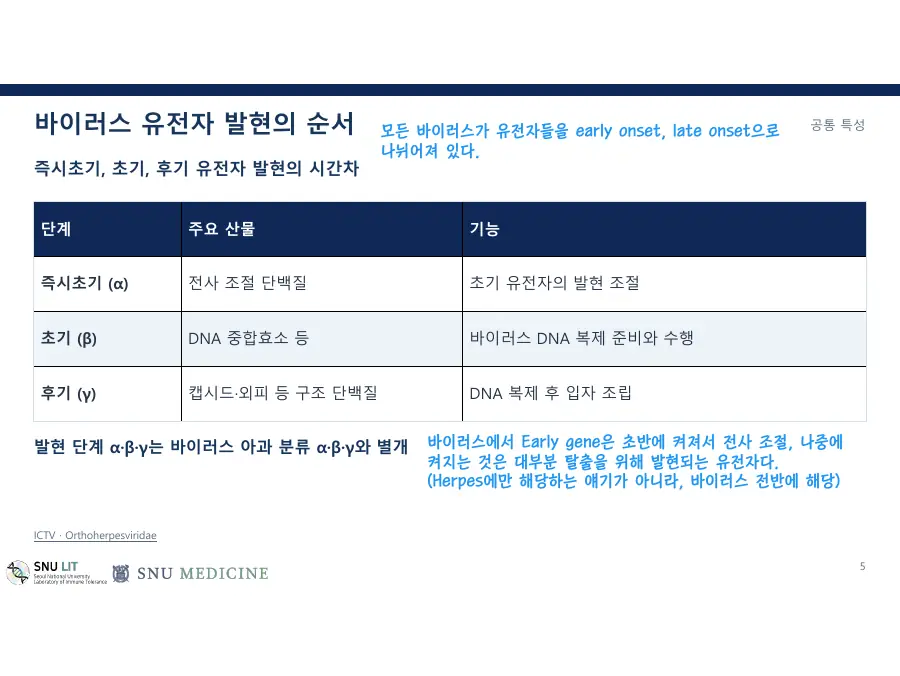 바이러스 유전자 발현의 순서
모든 바이러스가 유전자들을 early onset, late onset으로
나뉘어져 있다.
공통 특성
즉시초기, 초기, 후기 유전자 발현의 시간차
단계 주요 산물 기능
즉시초기 (α) 전사 조절 단백질 초기 유전자의 발현 조절
초기 (β) DNA 중합효소 등 바이러스 DNA 복제 준비와 수행
후기 (γ) 캡시드·외피 등 구조 단백질 DNA 복제 후 입자 조립
발현 단계 α·β·γ는 바이러스 아과 분류 α·β·γ와 별개
바이러스에서 Early gene은 초반에 켜져서 전사 조절, 나중에
켜지는 것은 대부분 탈출을 위해 발현되는 유전자다.
(Herpes에만 해당하는 얘기가 아니라, 바이러스 전반에 해당)
ICTV · Orthoherpesviridae
SNU LIT
Seoul National University
Laboratory of Immune Tolerance
SNU MEDICINE
5